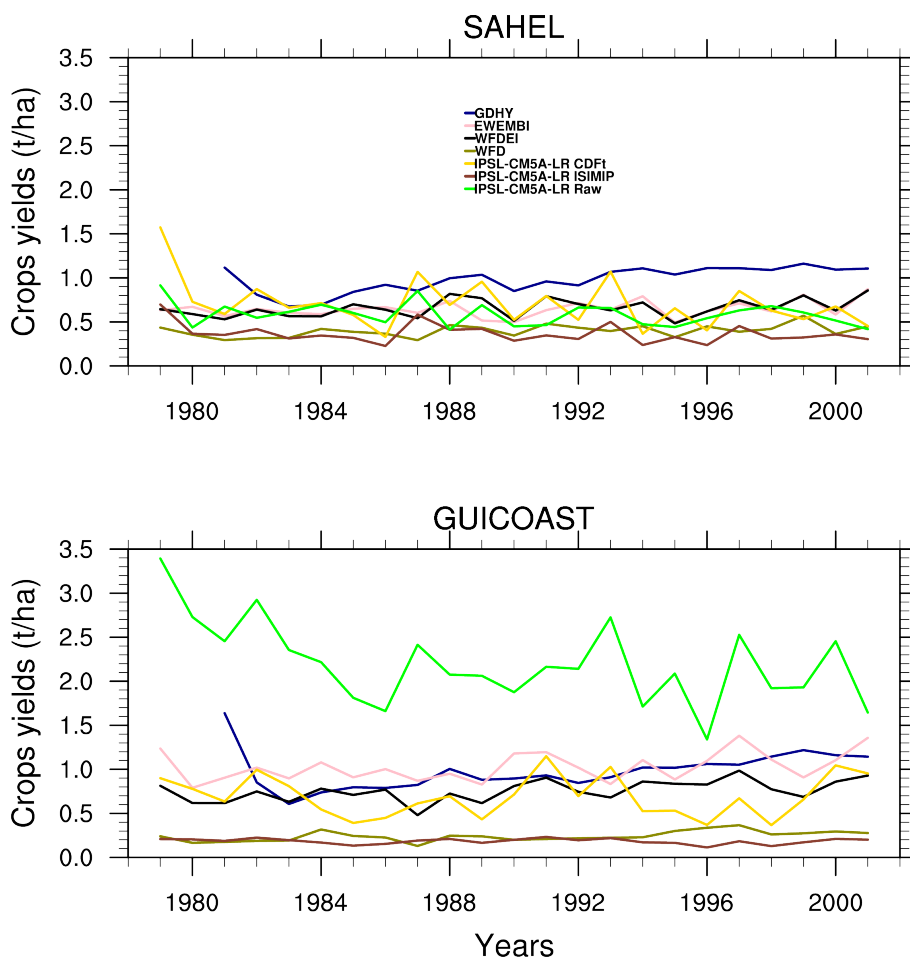 SAHEL
Crops yields (t/ha)
3.5
3.0
2.5
2.0
1.5
1.0
0.5
0.0
GDHY
EWEMBI
WFDEI
WFD
IPSL-CM5A-LR CDFt
IPSL-CM5A-LR ISIMIP
IPSL-CM5A-LR Raw
1980 1984 1988 1992 1996 2000
GUICOAST
Crops yields (t/ha)
3.5
3.0
2.5
2.0
1.5
1.0
0.5
0.0
1980 1984 1988 1992 1996 2000
Years